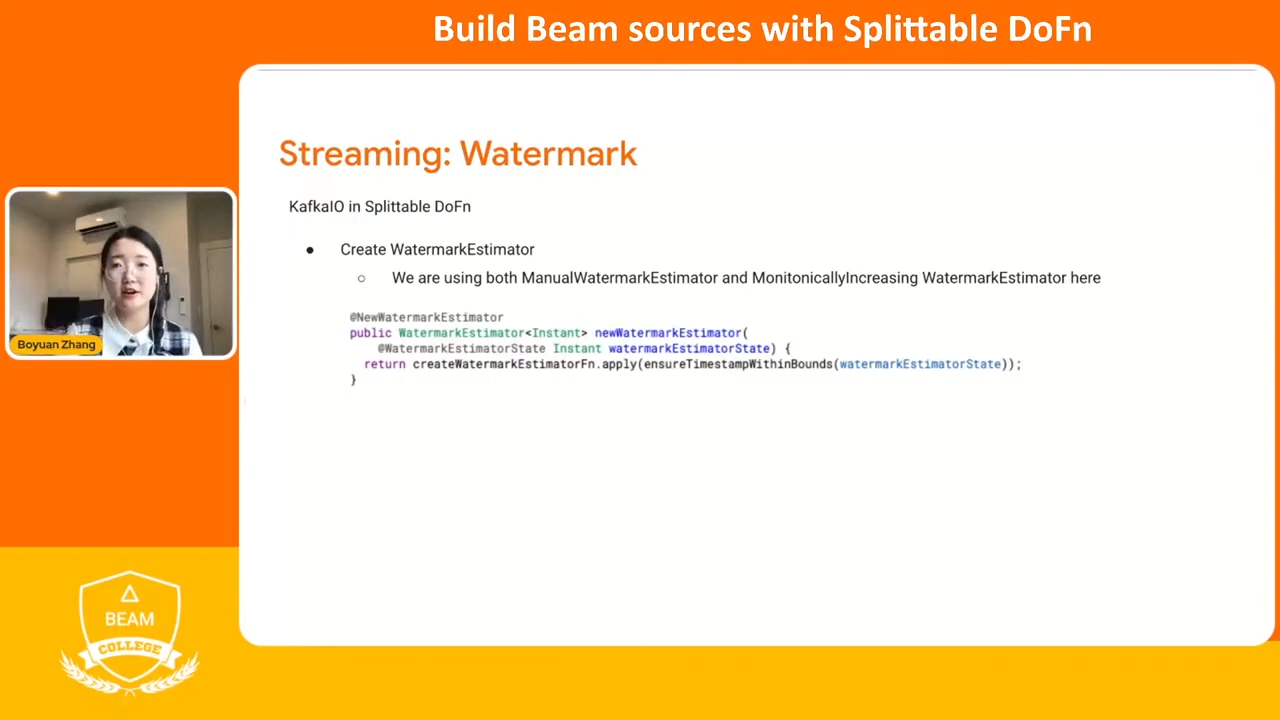 Build Beam sources with Splittable DoFn
Streaming: Watermark
KafkaIO in Splittable DoFn
● Create WatermarkEstimator
○ We are using both ManualWatermarkEstimator and MonitonicallyIncreasing WatermarkEstimator here
@NewWatermarkEstimator
public WatermarkEstimator<Instant> newWatermarkEstimator(
@WatermarkEstimatorState Instant watermarkEstimatorState) {
return createWatermarkEstimatorFn.apply(ensureTimestampWithinBounds(watermarkEstimatorState));
}
Boyuan Zhang
BEAM
COLLEGE